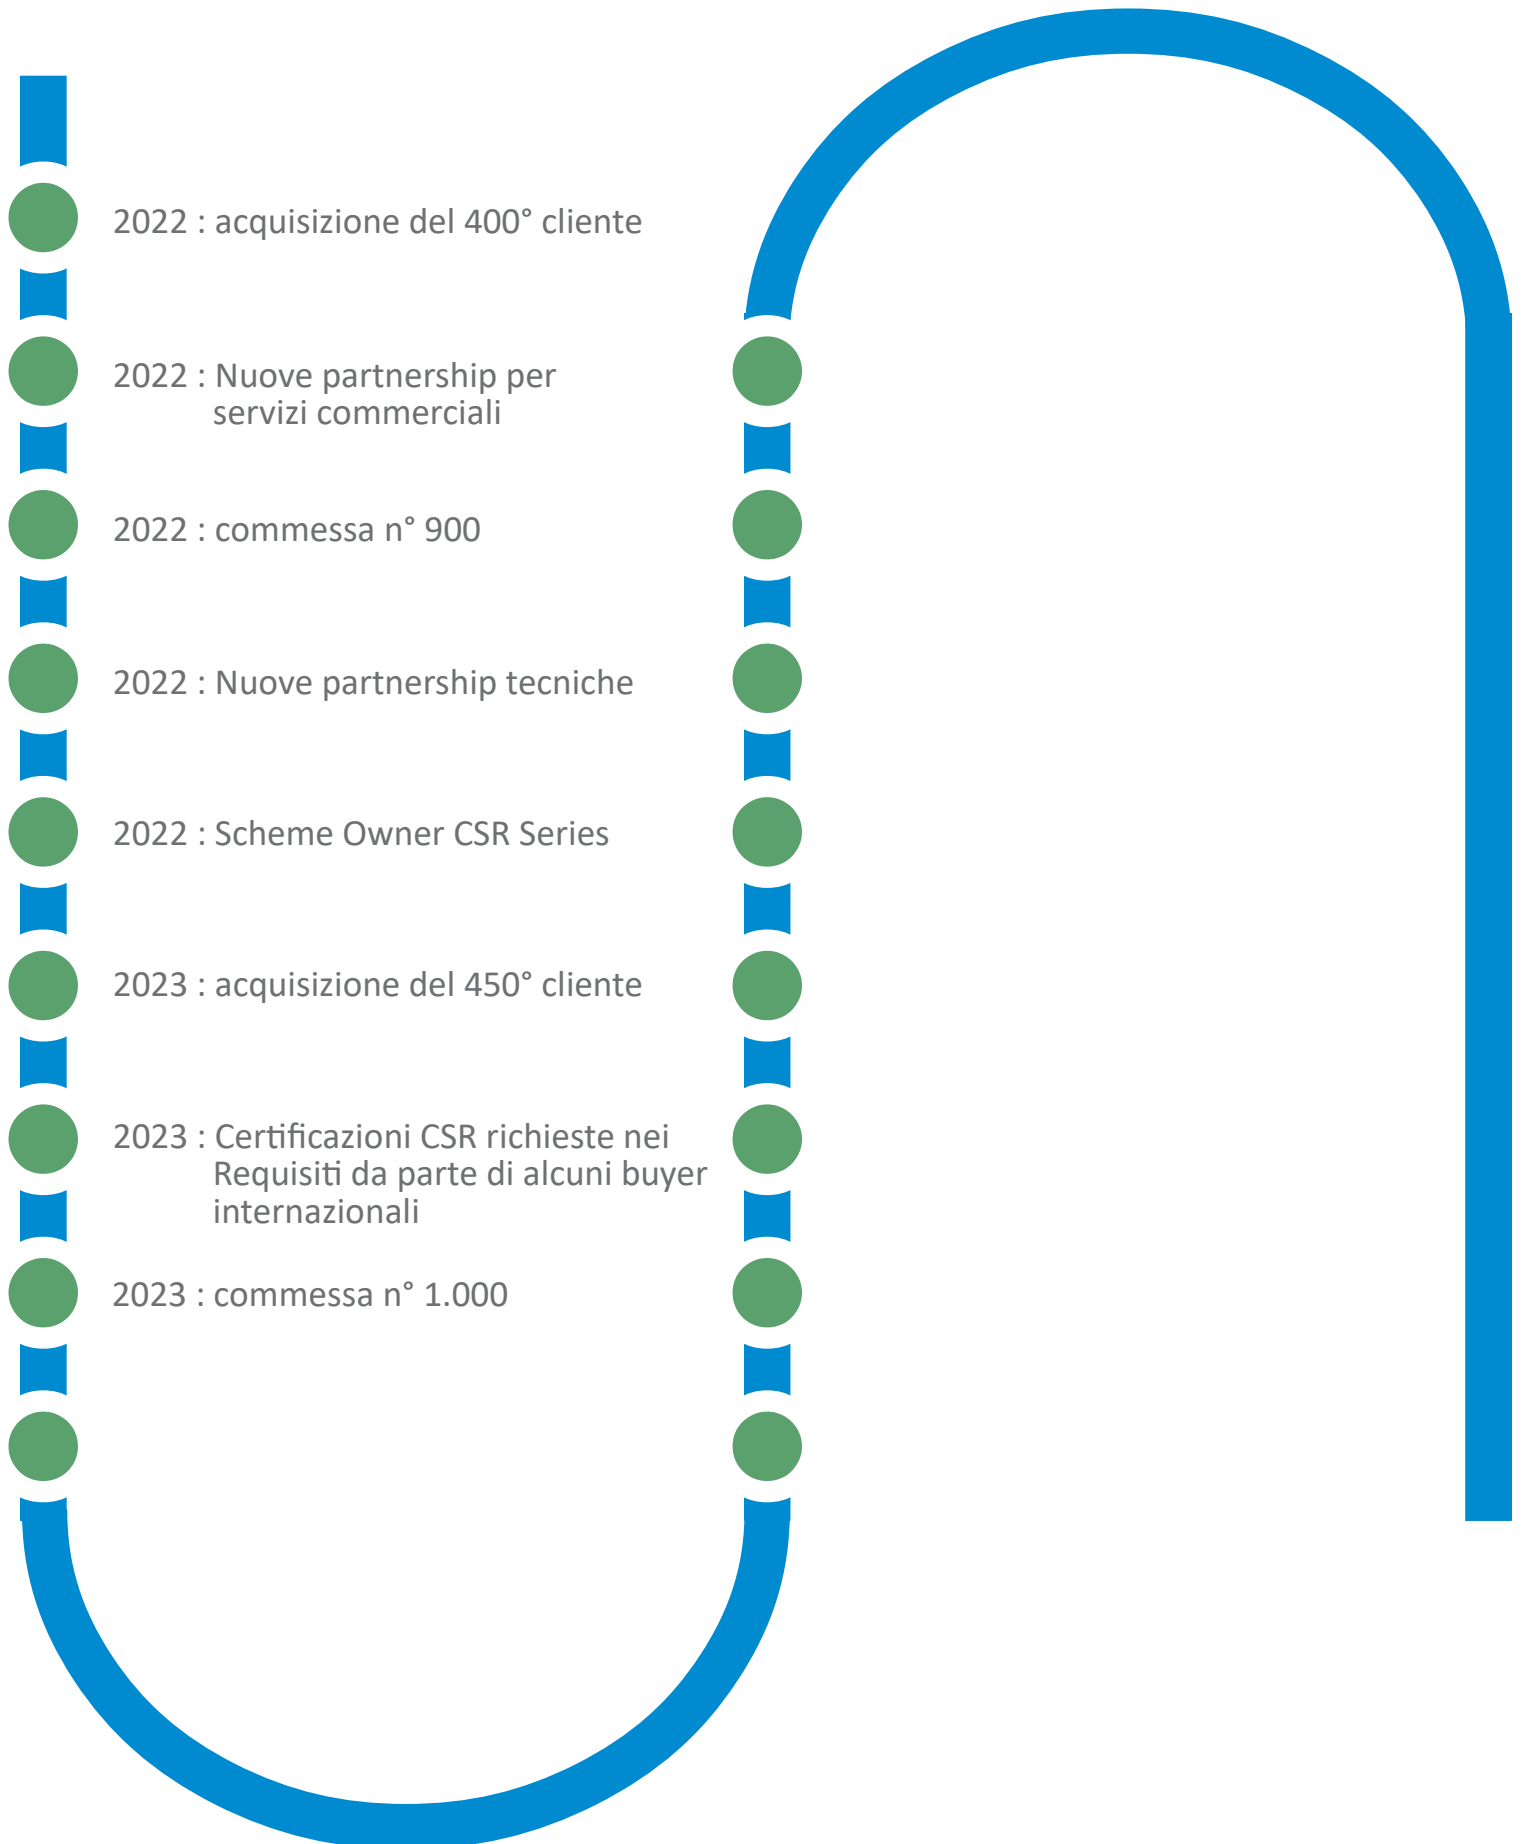 2022 : acquisizione del 400° cliente
2022 : Nuove partnership per
servizi commerciali
2022 : commessa n° 900
2022 : Nuove partnership tecniche
2022 : Scheme Owner CSR Series
2023 : acquisizione del 450° cliente
2023 : Certificazioni CSR richieste nei
Requisiti da parte di alcuni buyer
internazionali
2023 : commessa n° 1.000